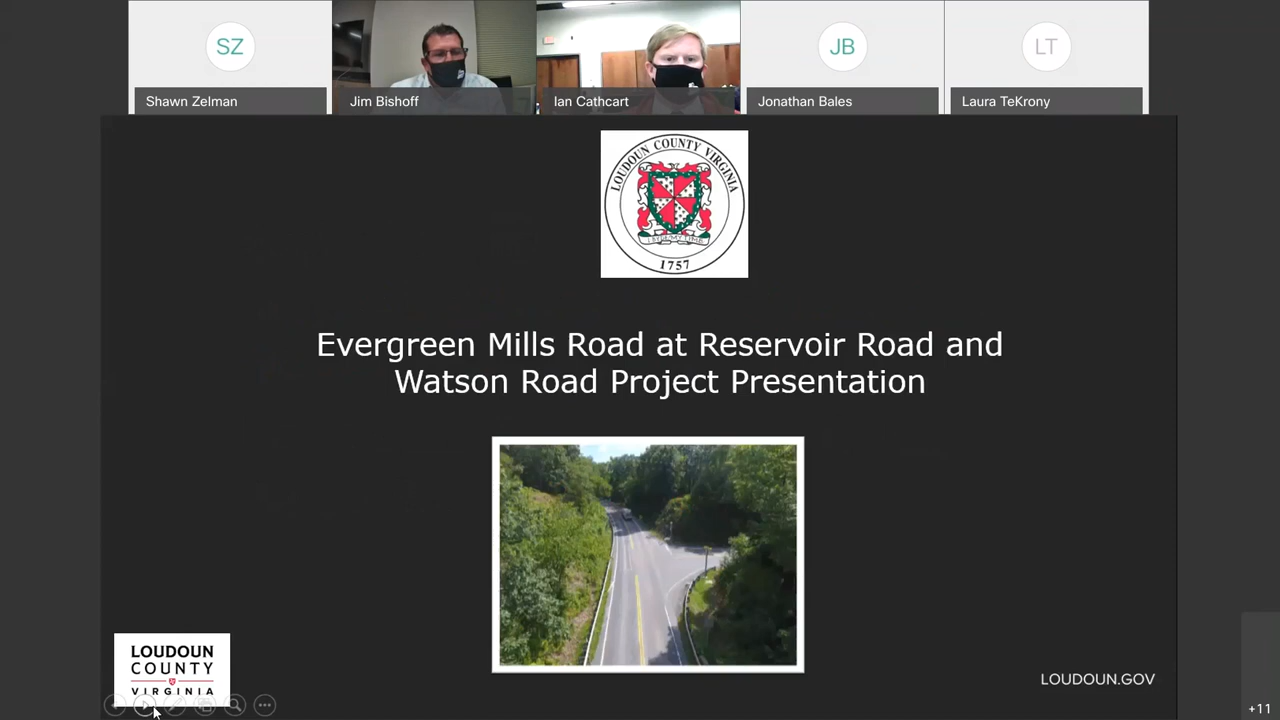 SZ
JB
LT
Shawn Zelman
Jim Bishoff
Ian Cathcart
Jonathan Bales
Laura TeKrony
LOUDOUN COUNTY VIRGINIA
1757
Evergreen Mills Road at Reservoir Road and
Watson Road Project Presentation
LOUDOUN
COUNTY
VIRGINIA
LOUDOUN.GOV
+11